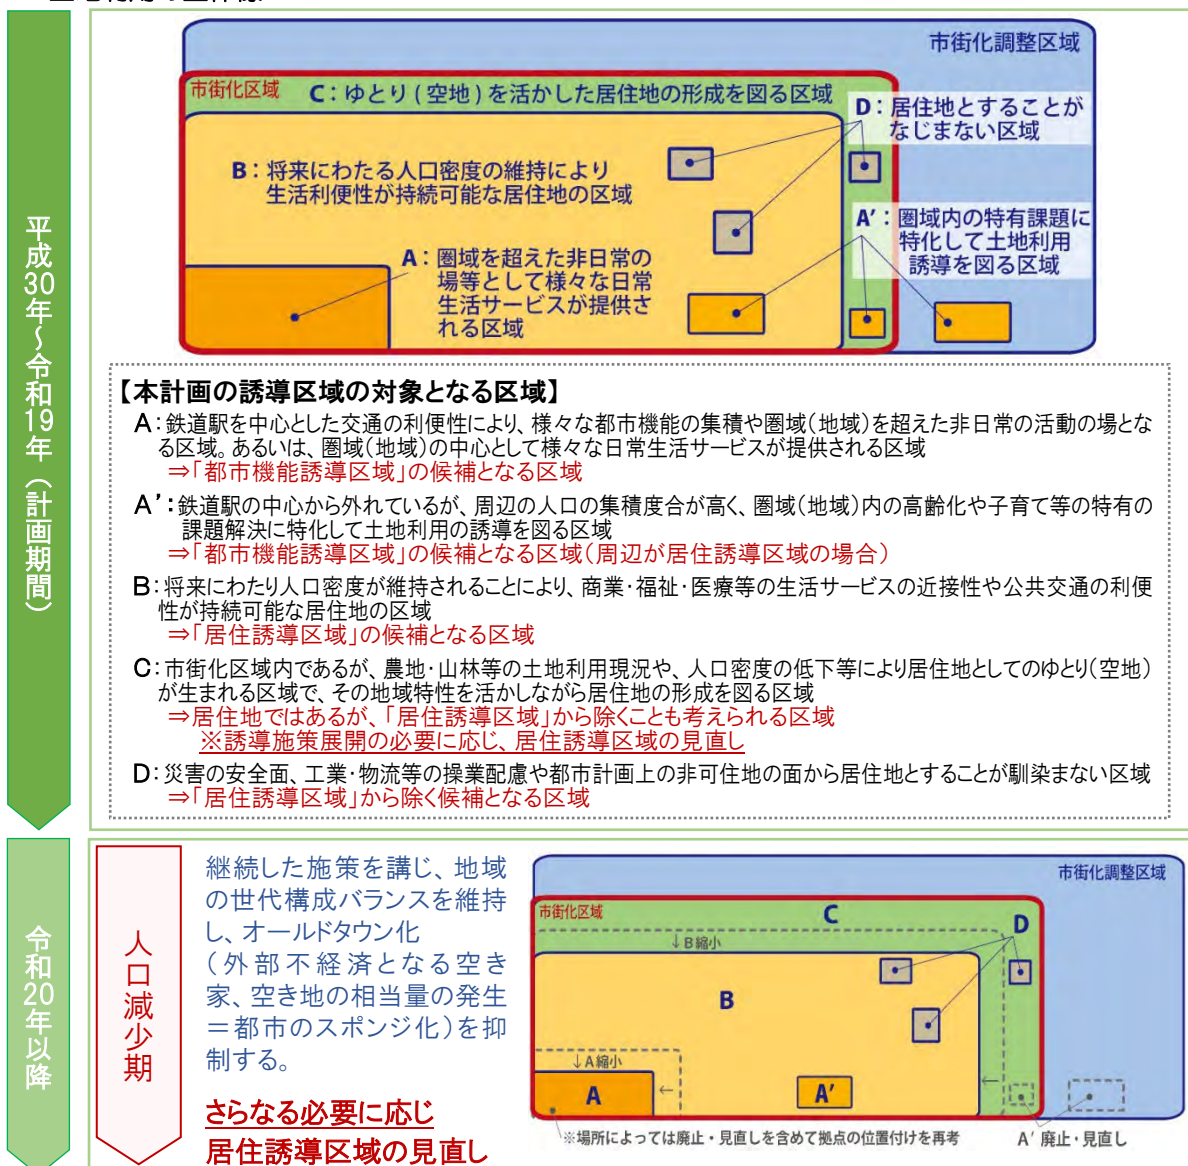 平成30年～令和19年（計画期間）
市街化調整区域
市街化区域
C：ゆとり(空地)を活かした居住地の形成を図る区域
D：居住地とすることが
なじまない区域
B：将来にわたる人口密度の維持により
生活利便性が持続可能な居住地の区域
A'：圏域内の特有課題に
特化して土地利用
誘導を図る区域
A：圏域を超えた非日常の
場等として様々な日常
生活サービスが提供さ
れる区域
【本計画の誘導区域の対象となる区域】
A：鉄道駅を中心とした交通の利便性により、様々な都市機能の集積や圏域（地域）を超えた非日常の活動の場とな
る区域。あるいは、圏域（地域）の中心として様々な日常生活サービスが提供される区域
⇒「都市機能誘導区域」の候補となる区域
A'：鉄道駅の中心から外れているが、周辺の人口の集積度合が高く、圏域（地域）内の高齢化や子育て等の特有の
課題解決に特化して土地利用の誘導を図る区域
⇒「都市機能誘導区域」の候補となる区域（周辺が居住誘導区域の場合）
B：将来にわたり人口密度が維持されることにより、商業・福祉・医療等の生活サービスの近接性や公共交通の利便
性が持続可能な居住地の区域
⇒「居住誘導区域」の候補となる区域
C：市街化区域内であるが、農地・山林等の土地利用現況や、人口密度の低下等により居住地としてのゆとり（空地）
が生まれる区域で、その地域特性を活かしながら居住地の形成を図る区域
⇒居住地ではあるが、「居住誘導区域」から除くことも考えられる区域
※誘導施策展開の必要に応じ、居住誘導区域の見直し
D：災害の安全面、工業・物流等の操業配慮や都市計画上の非可住地の面から居住地とすることが馴染まない区域
⇒「居住誘導区域」から除く候補となる区域
令和20年以降
人口減少期
継続した施策を講じ、地域
の世代構成バランスを維持
し、オールドタウン化
（外部不経済となる空き
家、空き地の相当量の発生
＝都市のスポンジ化）を抑
制する。
さらなる必要に応じ
居住誘導区域の見直し
市街化調整区域
市街化区域
C
D
↓B縮小
B
↓A縮小
A
←
A'
←
※場所によっては廃止・見直しを含めて拠点の位置付けを再考
A' 廃止・見直し